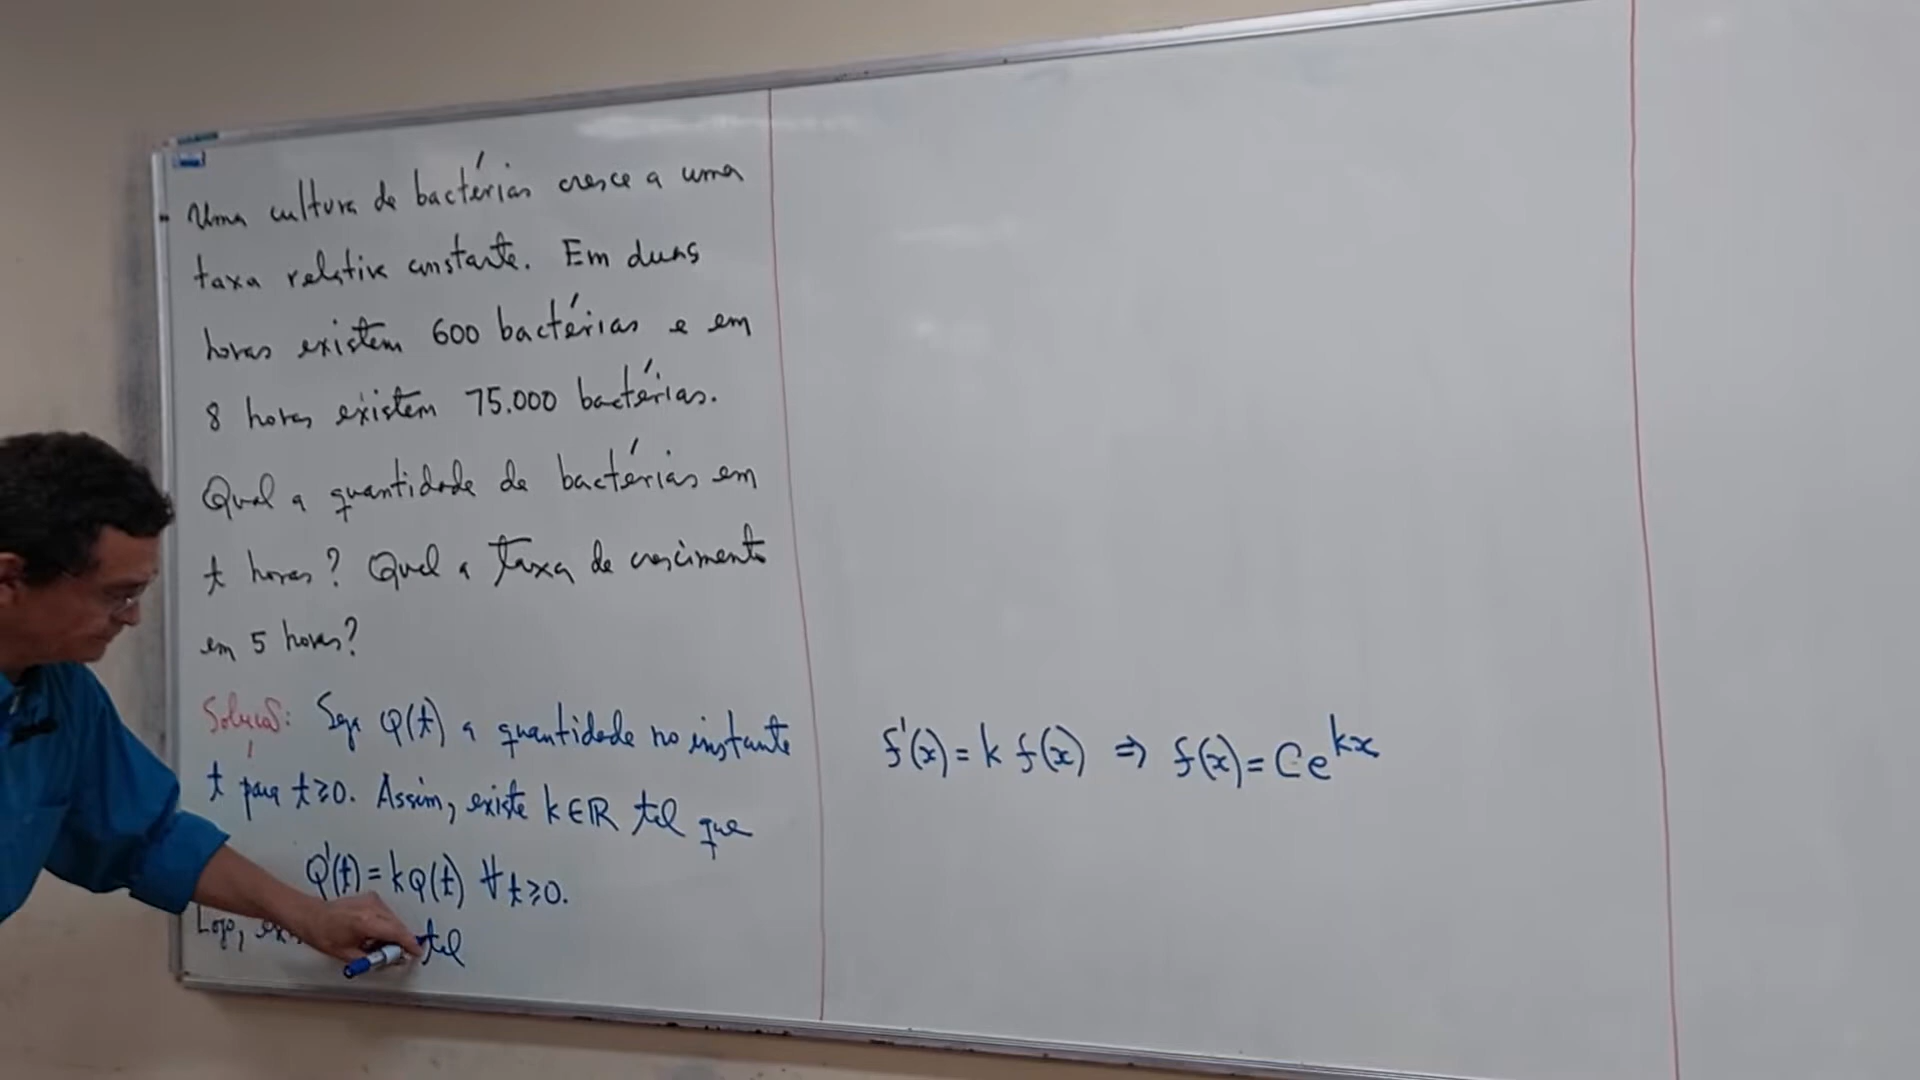 Uma cultura de bactérias cresce a uma
taxa relativa constante. Em duas
horas existem 600 bactérias e em
8 horas existem 75.000 bactérias.
Qual a quantidade de bactérias em
t horas? Qual a taxa de crescimento
em 5 horas?
Solução: Seja Q(t) a quantidade no instante
t para t≥0. Assim, existe k∈ℝ tal que
Q'(t)=kQ(t) ∀t≥0.
Logo, tal
f'(x)=k f(x) ⇒ f(x)=Ce^{kx}